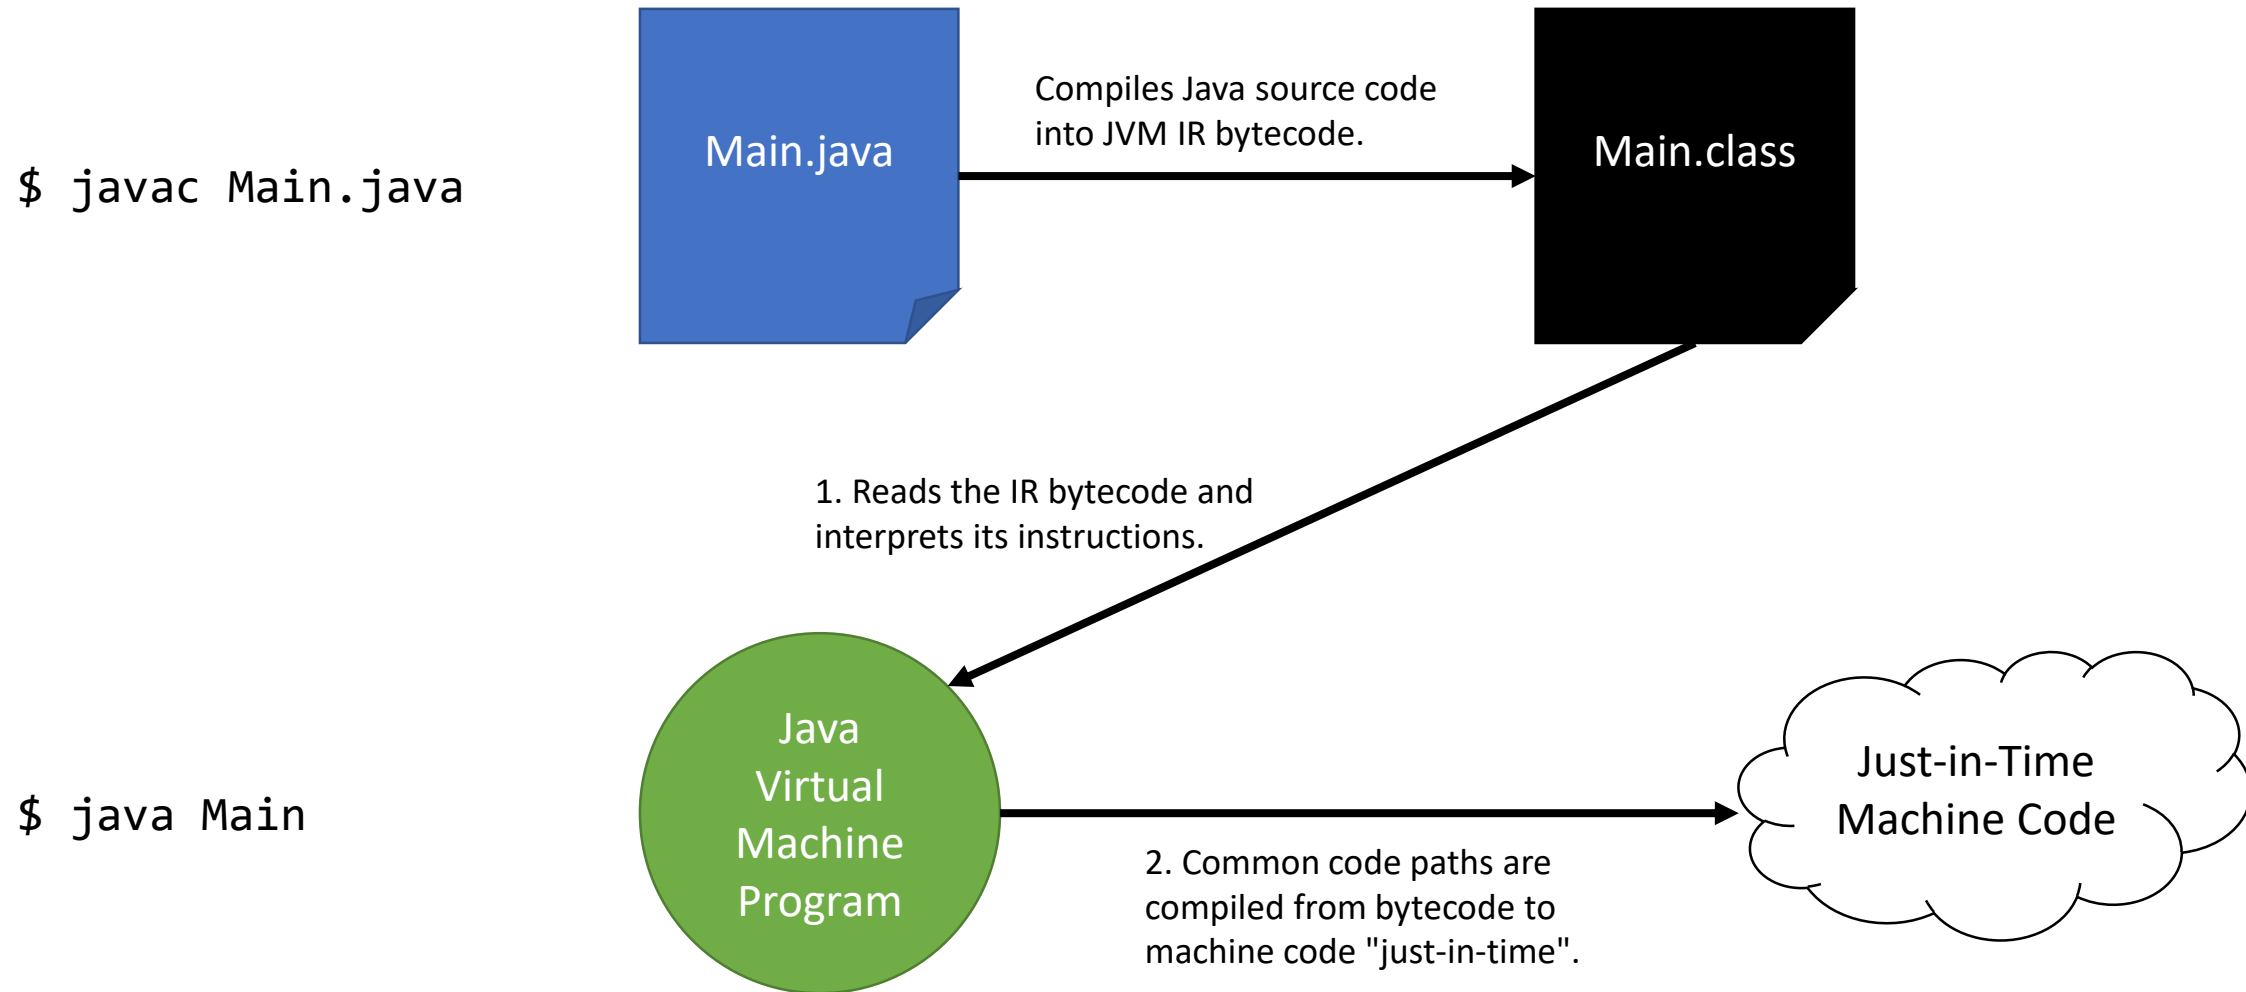 $ javac Main.java
Main.java
Compiles Java source code
into JVM IR bytecode.
Main.class
1. Reads the IR bytecode and
interprets its instructions.
$ java Main
Java
Virtual
Machine
Program
2. Common code paths are
compiled from bytecode to
machine code "just-in-time".
Just-in-Time
Machine Code